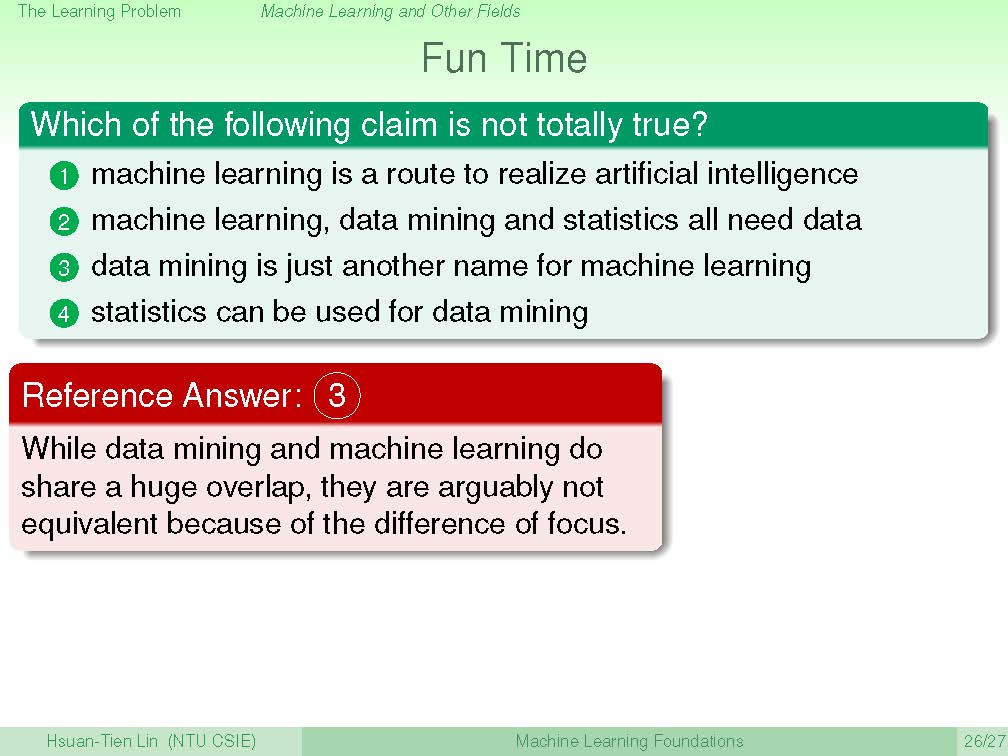 The Learning Problem Machine Learning and Other Fields
Fun Time
Which of the following claim is not totally true?
1 machine learning is a route to realize artificial intelligence
2 machine learning, data mining and statistics all need data
3 data mining is just another name for machine learning
4 statistics can be used for data mining
Reference Answer: 3
While data mining and machine learning do
share a huge overlap, they are arguably not
equivalent because of the difference of focus.
Hsuan-Tien Lin (NTU CSIE) Machine Learning Foundations 26/27